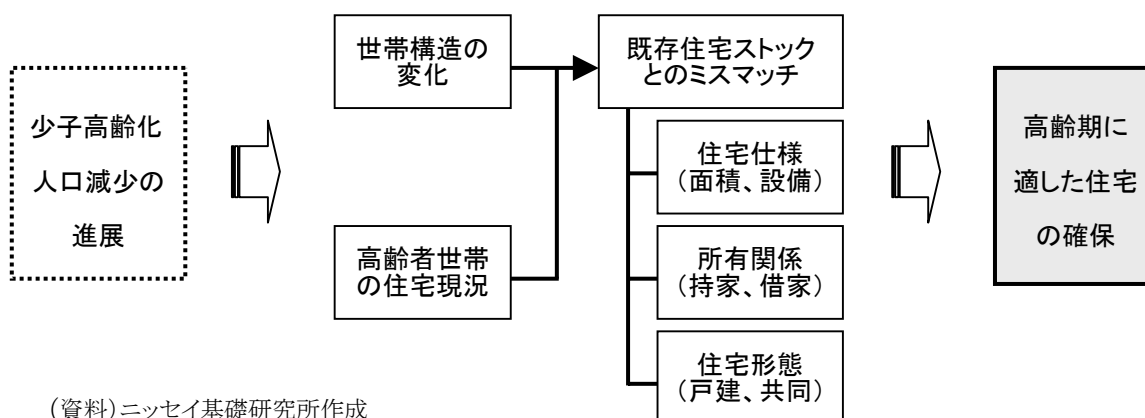 少子高齢化
人口減少の
進展
世帯構造の
変化
高齢者世帯
の住宅現況
既存住宅ストック
とのミスマッチ
住宅仕様
（面積、設備）
所有関係
（持家、借家）
住宅形態
（戸建、共同）
高齢期に
適した住宅
の確保
（資料）ニッセイ基礎研究所作成